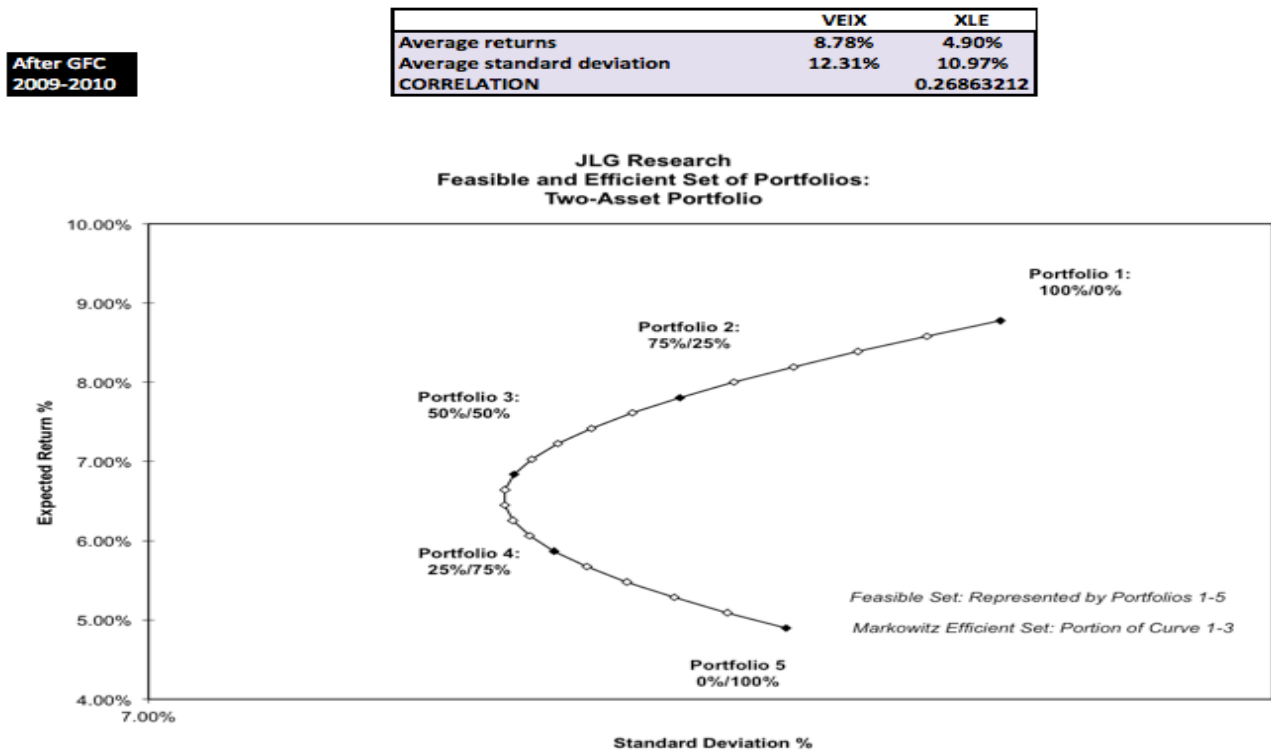 VEIX XLE
Average returns 8.78% 4.90%
Average standard deviation 12.31% 10.97%
CORRELATION 0.26863212
After GFC
2009-2010
JLG Research
Feasible and Efficient Set of Portfolios:
Two-Asset Portfolio
10.00%
9.00%
8.00%
7.00%
6.00%
5.00%
4.00%
Expected Return %
Portfolio 1:
100%/0%
Portfolio 2:
75%/25%
Portfolio 3:
50%/50%
Portfolio 4:
25%/75%
Feasible Set: Represented by Portfolios 1-5
Markowitz Efficient Set: Portion of Curve 1-3
Portfolio 5
0%/100%
7.00%
Standard Deviation %